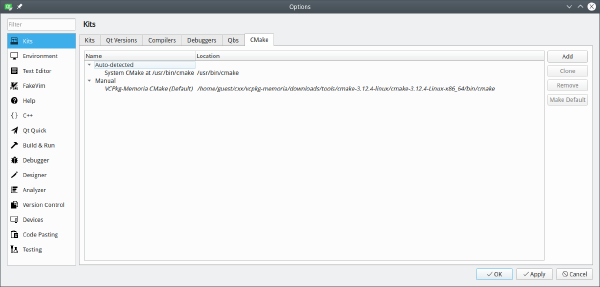 Options
Filter
Kits
Kits
Environment
Text Editor
FakeVim
Help
C++
Qt Quick
Build & Run
Debugger
Designer
Analyzer
Version Control
Devices
Code Pasting
Testing
Kits Qt Versions Compilers Debuggers Qbs CMake
Name Location
Auto-detected
System CMake at /usr/bin/cmake /usr/bin/cmake
Manual
VCPkg-Memoria CMake (Default) /home/guest/cxx/vcpkg-memoria/downloads/tools/cmake-3.12.4-linux/cmake-3.12.4-Linux-x86_64/bin/cmake
Add
Clone
Remove
Make Default
OK Apply Cancel